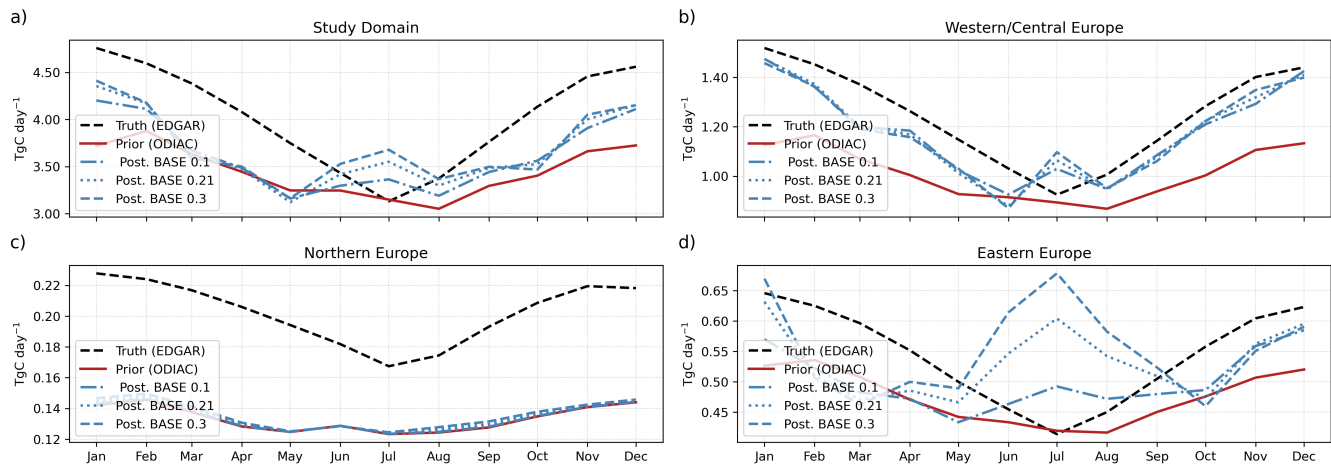 a)
Study Domain
TgC day⁻¹
4.50
4.00
3.50
3.00
Truth (EDGAR)
Prior (ODIAC)
Post. BASE 0.1
Post. BASE 0.21
Post. BASE 0.3
b)
Western/Central Europe
TgC day⁻¹
1.40
1.20
1.00
Truth (EDGAR)
Prior (ODIAC)
Post. BASE 0.1
Post. BASE 0.21
Post. BASE 0.3
c)
Northern Europe
TgC day⁻¹
0.22
0.20
0.18
0.16
0.14
0.12
Truth (EDGAR)
Prior (ODIAC)
Post. BASE 0.1
Post. BASE 0.21
Post. BASE 0.3
Jan Feb Mar Apr May Jun Jul Aug Sep Oct Nov Dec
d)
Eastern Europe
TgC day⁻¹
0.65
0.60
0.55
0.50
0.45
Truth (EDGAR)
Prior (ODIAC)
Post. BASE 0.1
Post. BASE 0.21
Post. BASE 0.3
Jan Feb Mar Apr May Jun Jul Aug Sep Oct Nov Dec